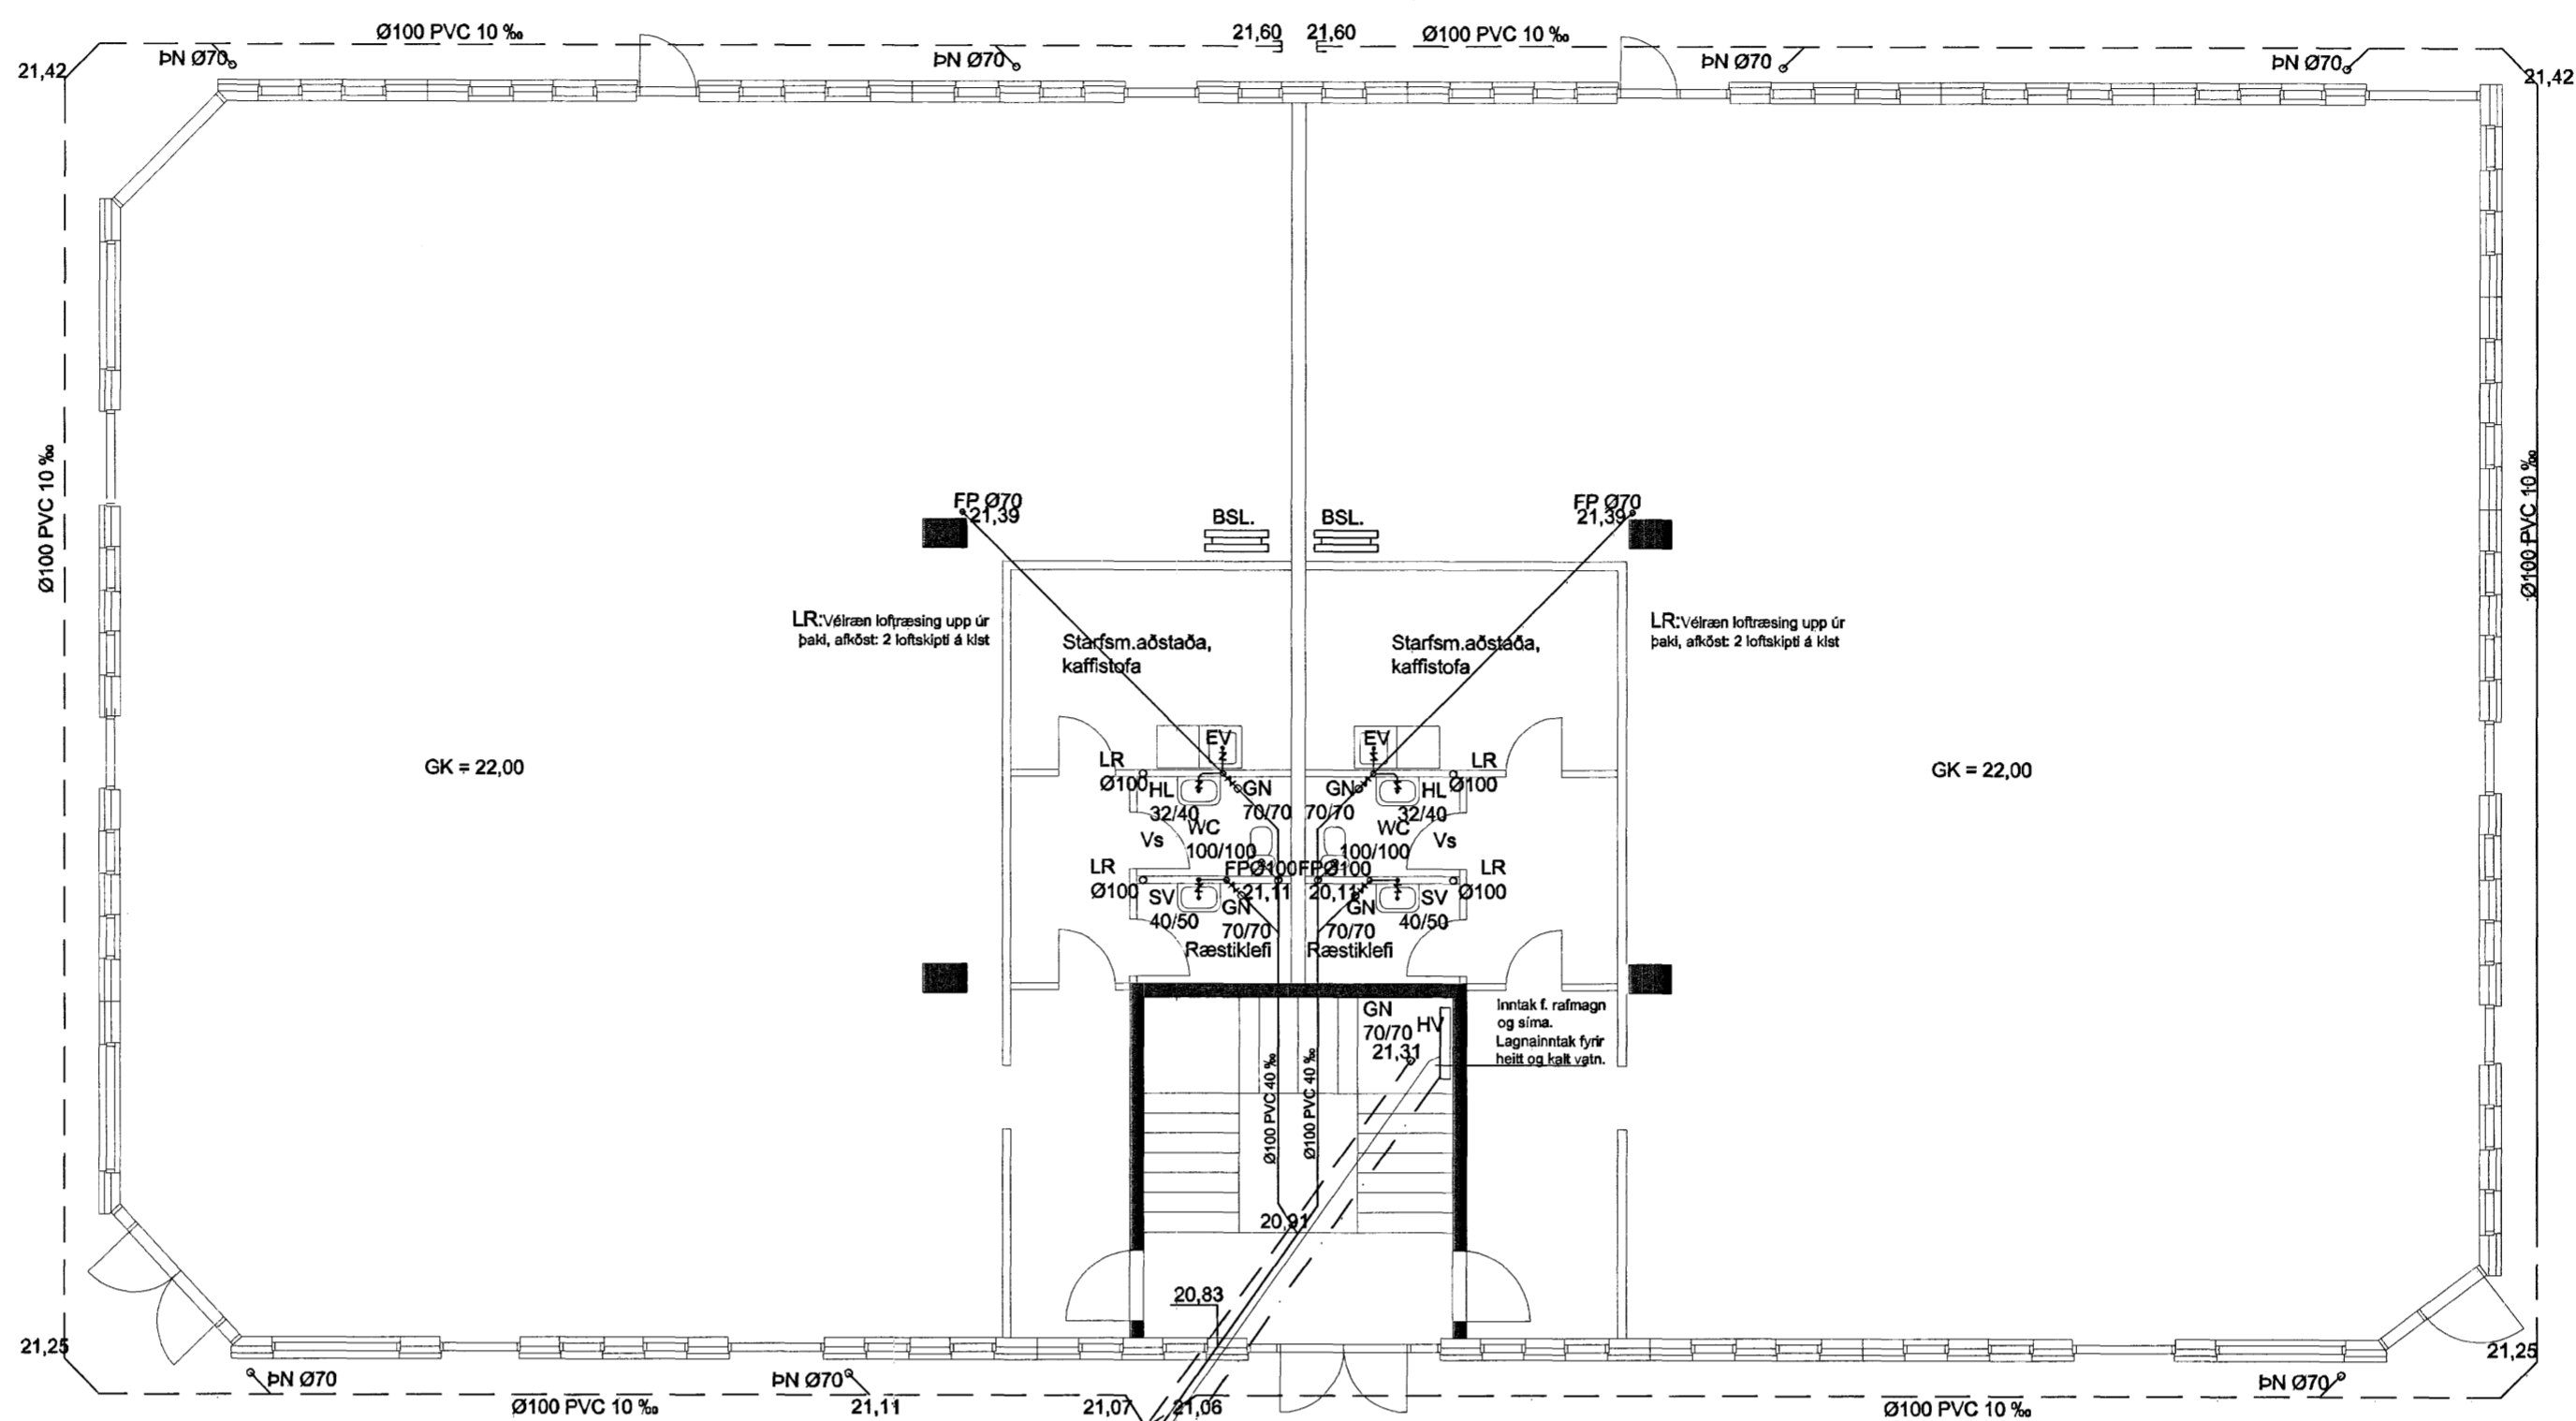 Ø100 PVC 10 ‰
21,60
21,60
Ø100 PVC 10 ‰
ÞN Ø70
ÞN Ø70
ÞN Ø70
ÞN Ø70
21,42
21,42
Ø100 PVC 10 ‰
Ø100 PVC 10 ‰
FP Ø70
21,39
BSL.
BSL.
FP Ø70
21,39
LR:Vélræn loftræsing upp úr
þaki, afköst: 2 loftskipti á klst
Starfsm.aðstaða,
kaffistofa
Starfsm.aðstaða,
kaffistofa
LR:Vélræn loftræsing upp úr
þaki, afköst: 2 loftskipti á klst
GK = 22,00
GK = 22,00
EV
EV
LR
Ø100
HL
32/40
GN
70/70
GN
70/70
HL
32/40
LR
Ø100
Vs
WC
100/100
WC
100/100
Vs
LR
Ø100
FPØ100
21,11
FPØ100
20,11
LR
Ø100
SV
40/50
GN
70/70
GN
70/70
SV
40/50
Ræstiklefi
Ræstiklefi
GN
70/70
HV
21,31
Inntak f. rafmagn
og síma.
Lagnainntak fyrir
heitt og kalt vatn.
Ø100 PVC 40 ‰
Ø100 PVC 40 ‰
20,91
20,83
21,25
21,25
ÞN Ø70
ÞN Ø70
ÞN Ø70
Ø100 PVC 10 ‰
21,11
21,07
21,06
Ø100 PVC 10 ‰